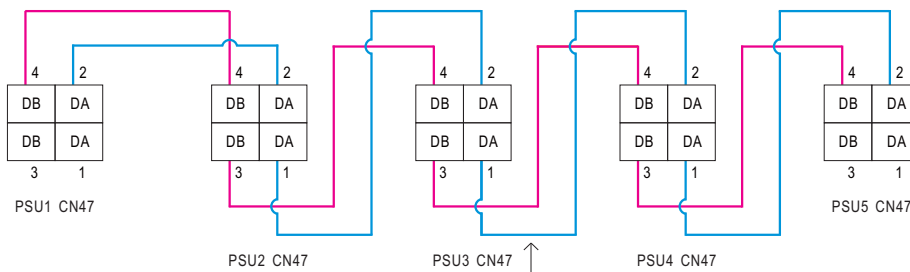 4 2 4 2 4 2 4 2 4 2
DB DA DB DA DB DA DB DA DB DA
DB DA DB DA DB DA DB DA DB DA
3 1 3 1 3 1 3 1 3 1
PSU1 CN47 PSU5 CN47
PSU2 CN47 PSU3 CN47 PSU4 CN47